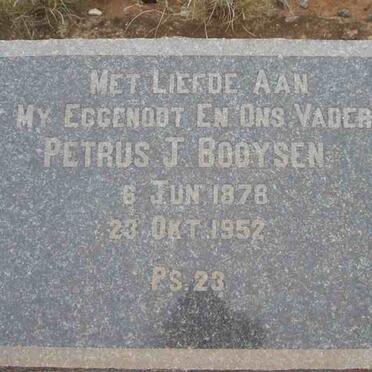 MET LIEFDE AAN
MY EGGENOOT EN ONS VADER
PETRUS J. BOOYSEN
6 JUN 1878
23 OKT. 1952
PS. 23